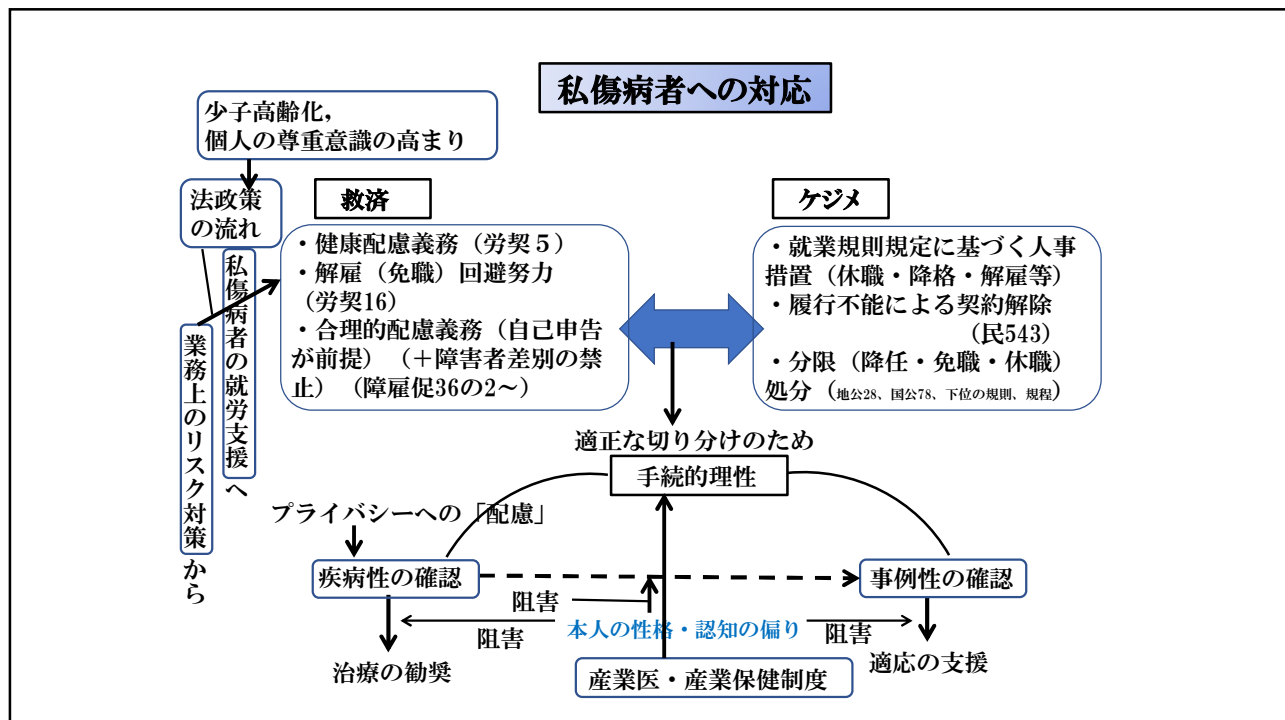 私傷病者への対応
少子高齢化,
個人の尊重意識の高まり
法政策
の流れ
業務上のリスク対策から
私傷病者の就労支援へ
救済
・健康配慮義務（労契５）
・解雇（免職）回避努力
（労契16）
・合理的配慮義務（自己申告
が前提）（＋障害者差別の禁
止）（障雇促36の2～）
ケジメ
・就業規則規定に基づく人事
措置（休職・降格・解雇等）
・履行不能による契約解除
（民543）
・分限（降任・免職・休職）
処分（地公28、国公78、下位の規則、規程）
適正な切り分けのため
手続的理性
プライバシーへの「配慮」
疾病性の確認
事例性の確認
阻害
本人の性格・認知の偏り
阻害
阻害
治療の勧奨
適応の支援
産業医・産業保健制度